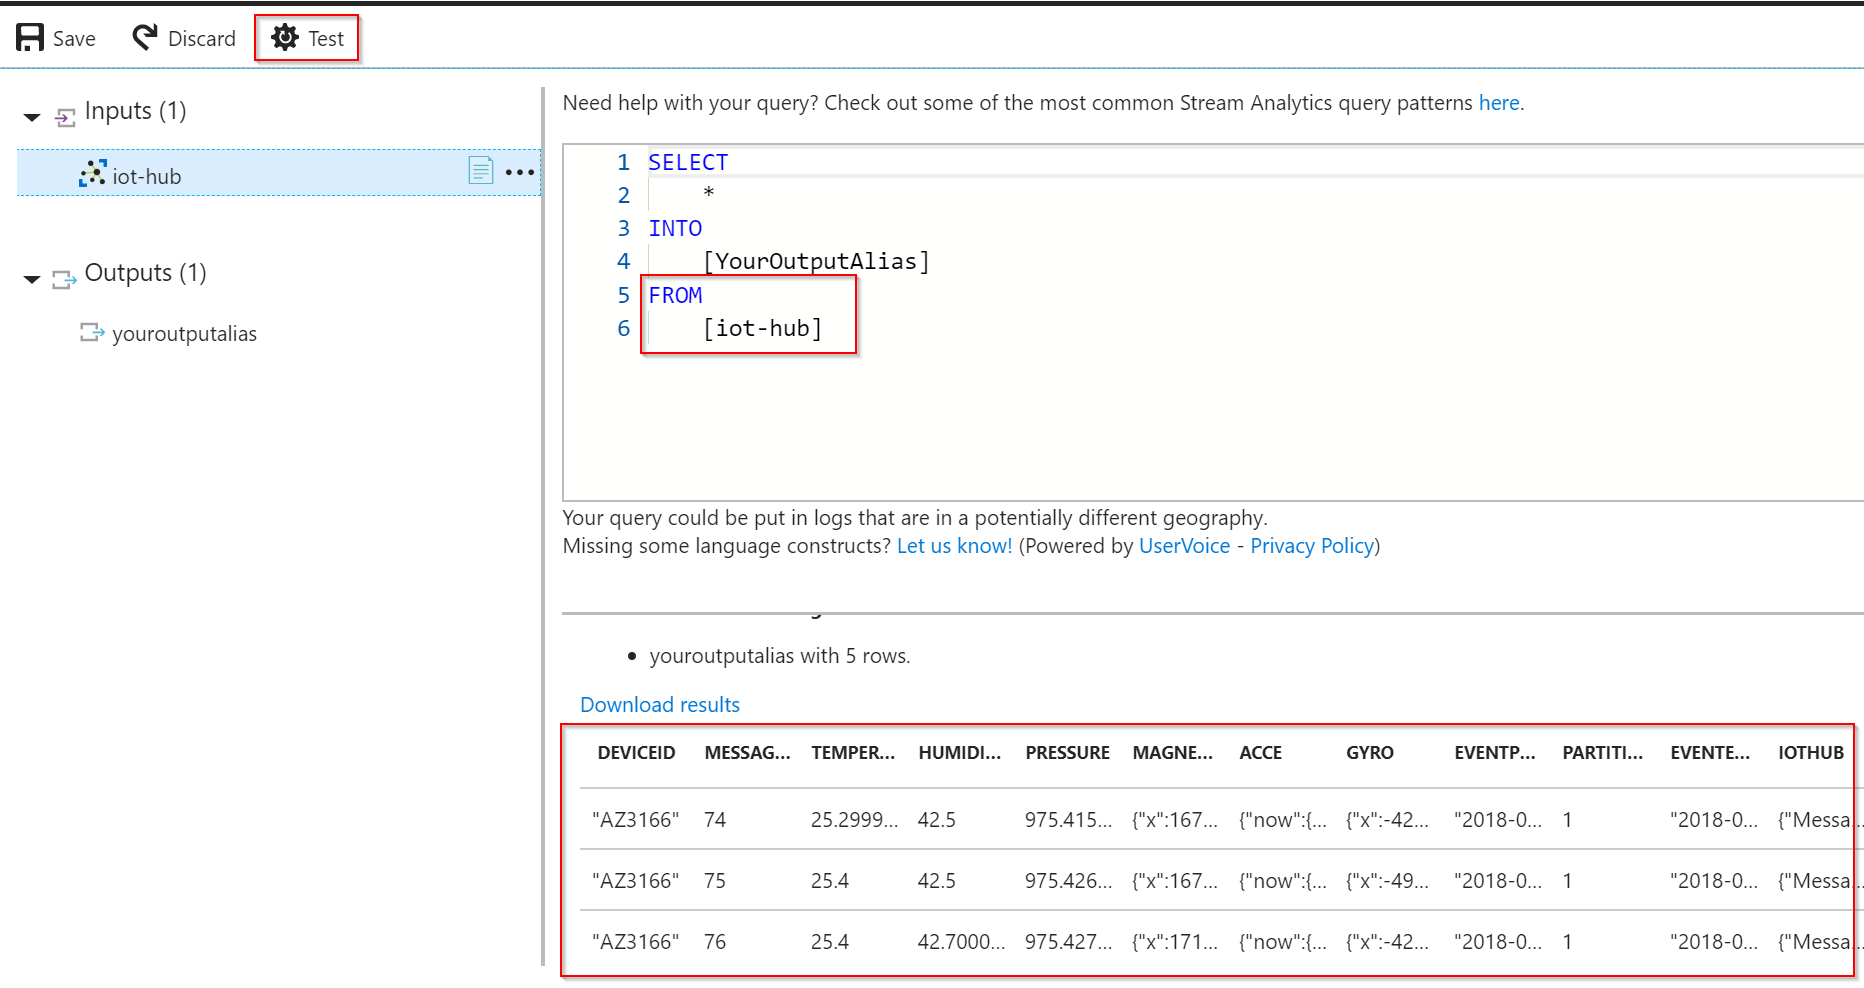 Save Discard Test
Inputs (1)
iot-hub
Outputs (1)
youroutputalias
Need help with your query? Check out some of the most common Stream Analytics query patterns here.
1 SELECT
2 *
3 INTO
4 [YourOutputAlias]
5 FROM
6 [iot-hub]
Your query could be put in logs that are in a potentially different geography.
Missing some language constructs? Let us know! (Powered by UserVoice - Privacy Policy)
• youroutputalias with 5 rows.
Download results
DEVICEID MESSAG... TEMPER... HUMIDI... PRESSURE MAGNE... ACCE GYRO EVENTP... PARTITI... EVENTE... IOTHUB
"AZ3166" 74 25.2999... 42.5 975.415... {"x":167... {"now":{... {"x":-42... "2018-0... 1 "2018-0... {"Messa...
"AZ3166" 75 25.4 42.5 975.426... {"x":167... {"now":{... {"x":-49... "2018-0... 1 "2018-0... {"Messa...
"AZ3166" 76 25.4 42.7000... 975.427... {"x":171... {"now":{... {"x":-42... "2018-0... 1 "2018-0... {"Messa...